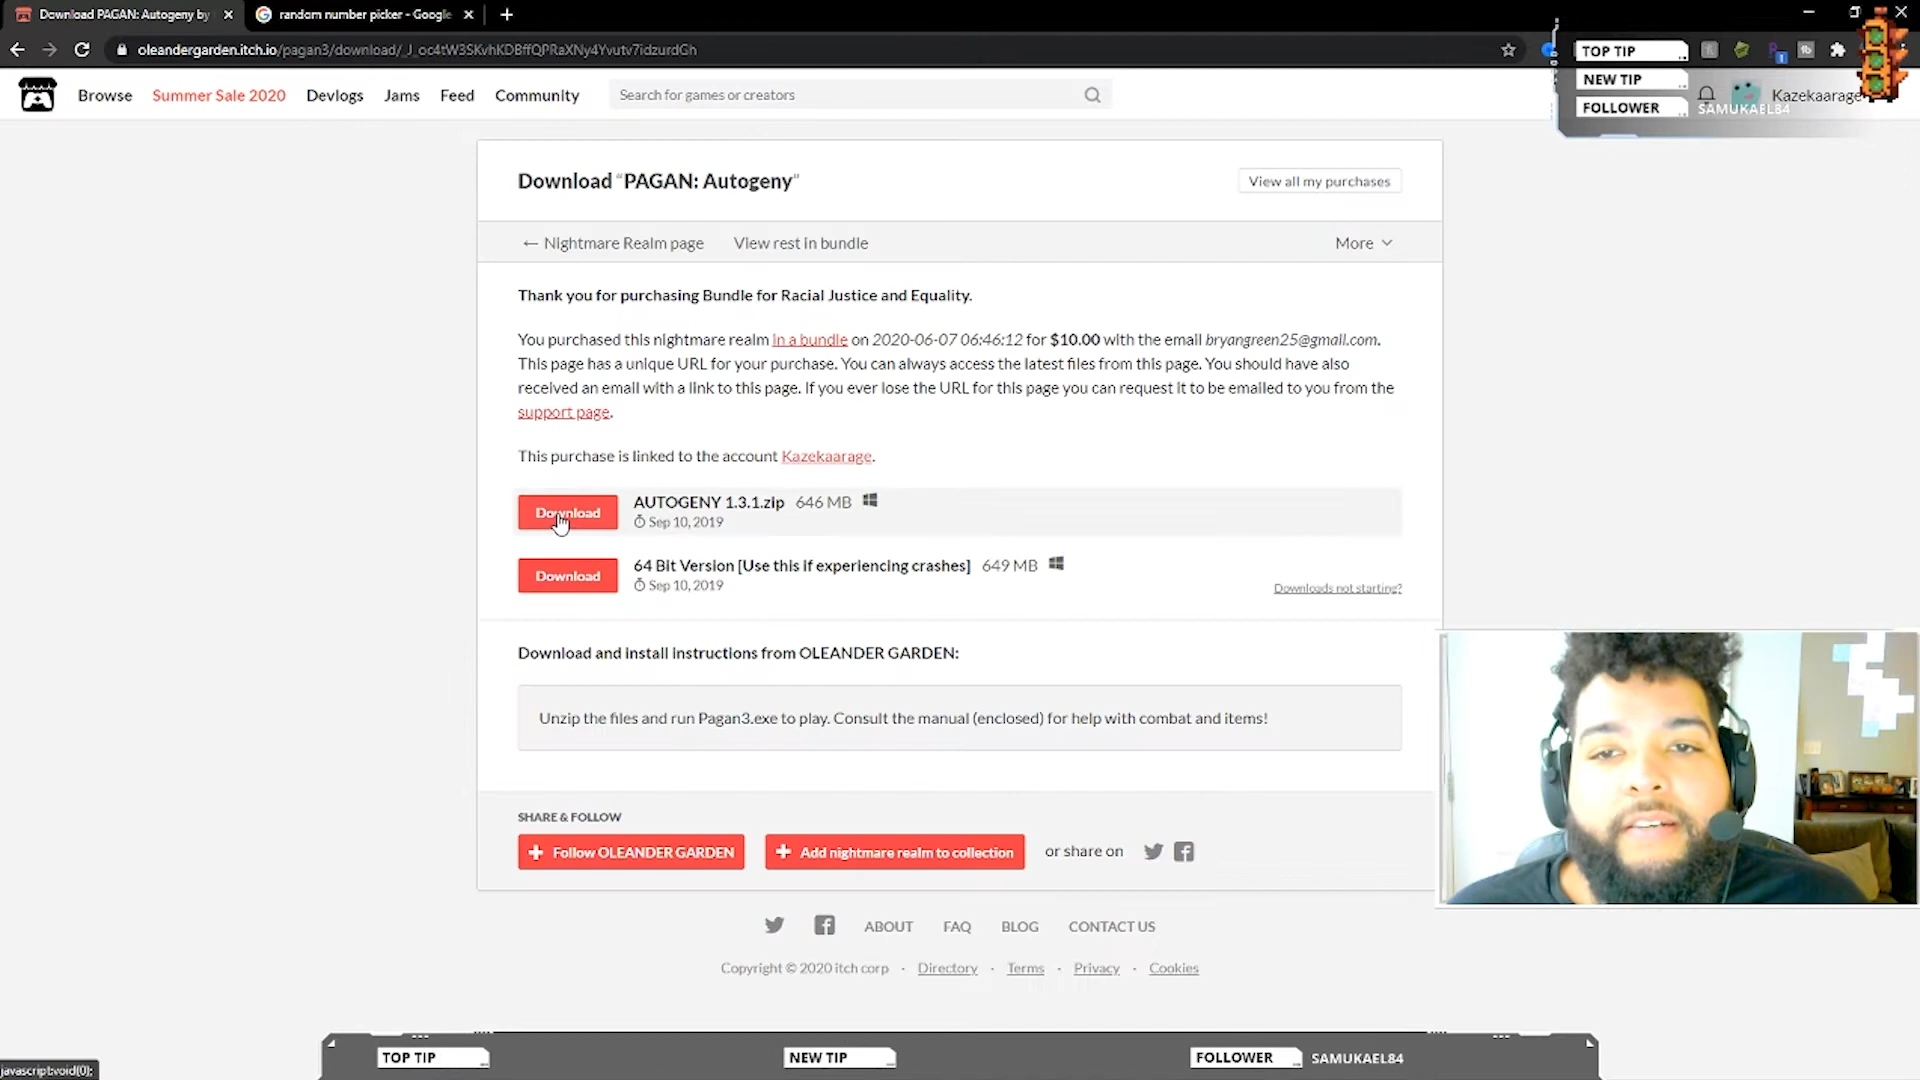 Download PAGAN: Autogeny by
random number picker - Google
oleandergarden.itch.io/pagan3/download/_J_oc4tW3SKvhKDBffQPRaXNy4Yvutv7idzurdGh
TOP TIP
NEW TIP
FOLLOWER SAMUKAEL84
Browse Summer Sale 2020 Devlogs Jams Feed Community Search for games or creators Kazekaarage
Download “PAGAN: Autogeny” View all my purchases
← Nightmare Realm page View rest in bundle More
Thank you for purchasing Bundle for Racial Justice and Equality.
You purchased this nightmare realm in a bundle on 2020-06-07 06:46:12 for $10.00 with the email bryangreen25@gmail.com.
This page has a unique URL for your purchase. You can always access the latest files from this page. You should have also
received an email with a link to this page. If you ever lose the URL for this page you can request it to be emailed to you from the
support page.
This purchase is linked to the account Kazekaarage.
Download AUTOGENY 1.3.1.zip 646 MB
Sep 10, 2019
Download 64 Bit Version [Use this if experiencing crashes] 649 MB
Sep 10, 2019
Downloads not starting?
Download and install instructions from OLEANDER GARDEN:
Unzip the files and run Pagan3.exe to play. Consult the manual (enclosed) for help with combat and items!
SHARE & FOLLOW
+ Follow OLEANDER GARDEN + Add nightmare realm to collection or share on
ABOUT FAQ BLOG CONTACT US
Copyright © 2020 itch corp · Directory · Terms · Privacy · Cookies
TOP TIP NEW TIP FOLLOWER SAMUKAEL84
javascript:void(0);